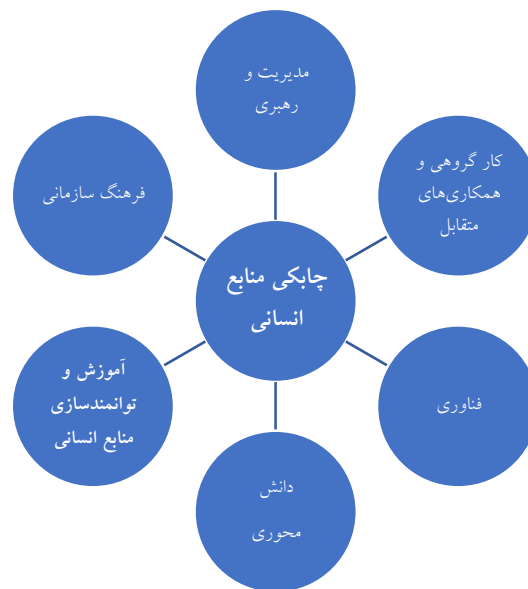 مدیریت و
رهبری
کار گروهی و
همکاری‌های
متقابل
فرهنگ سازمانی
چابکی منابع
انسانی
آموزش و
توانمندسازی
منابع انسانی
فناوری
دانش
محوری